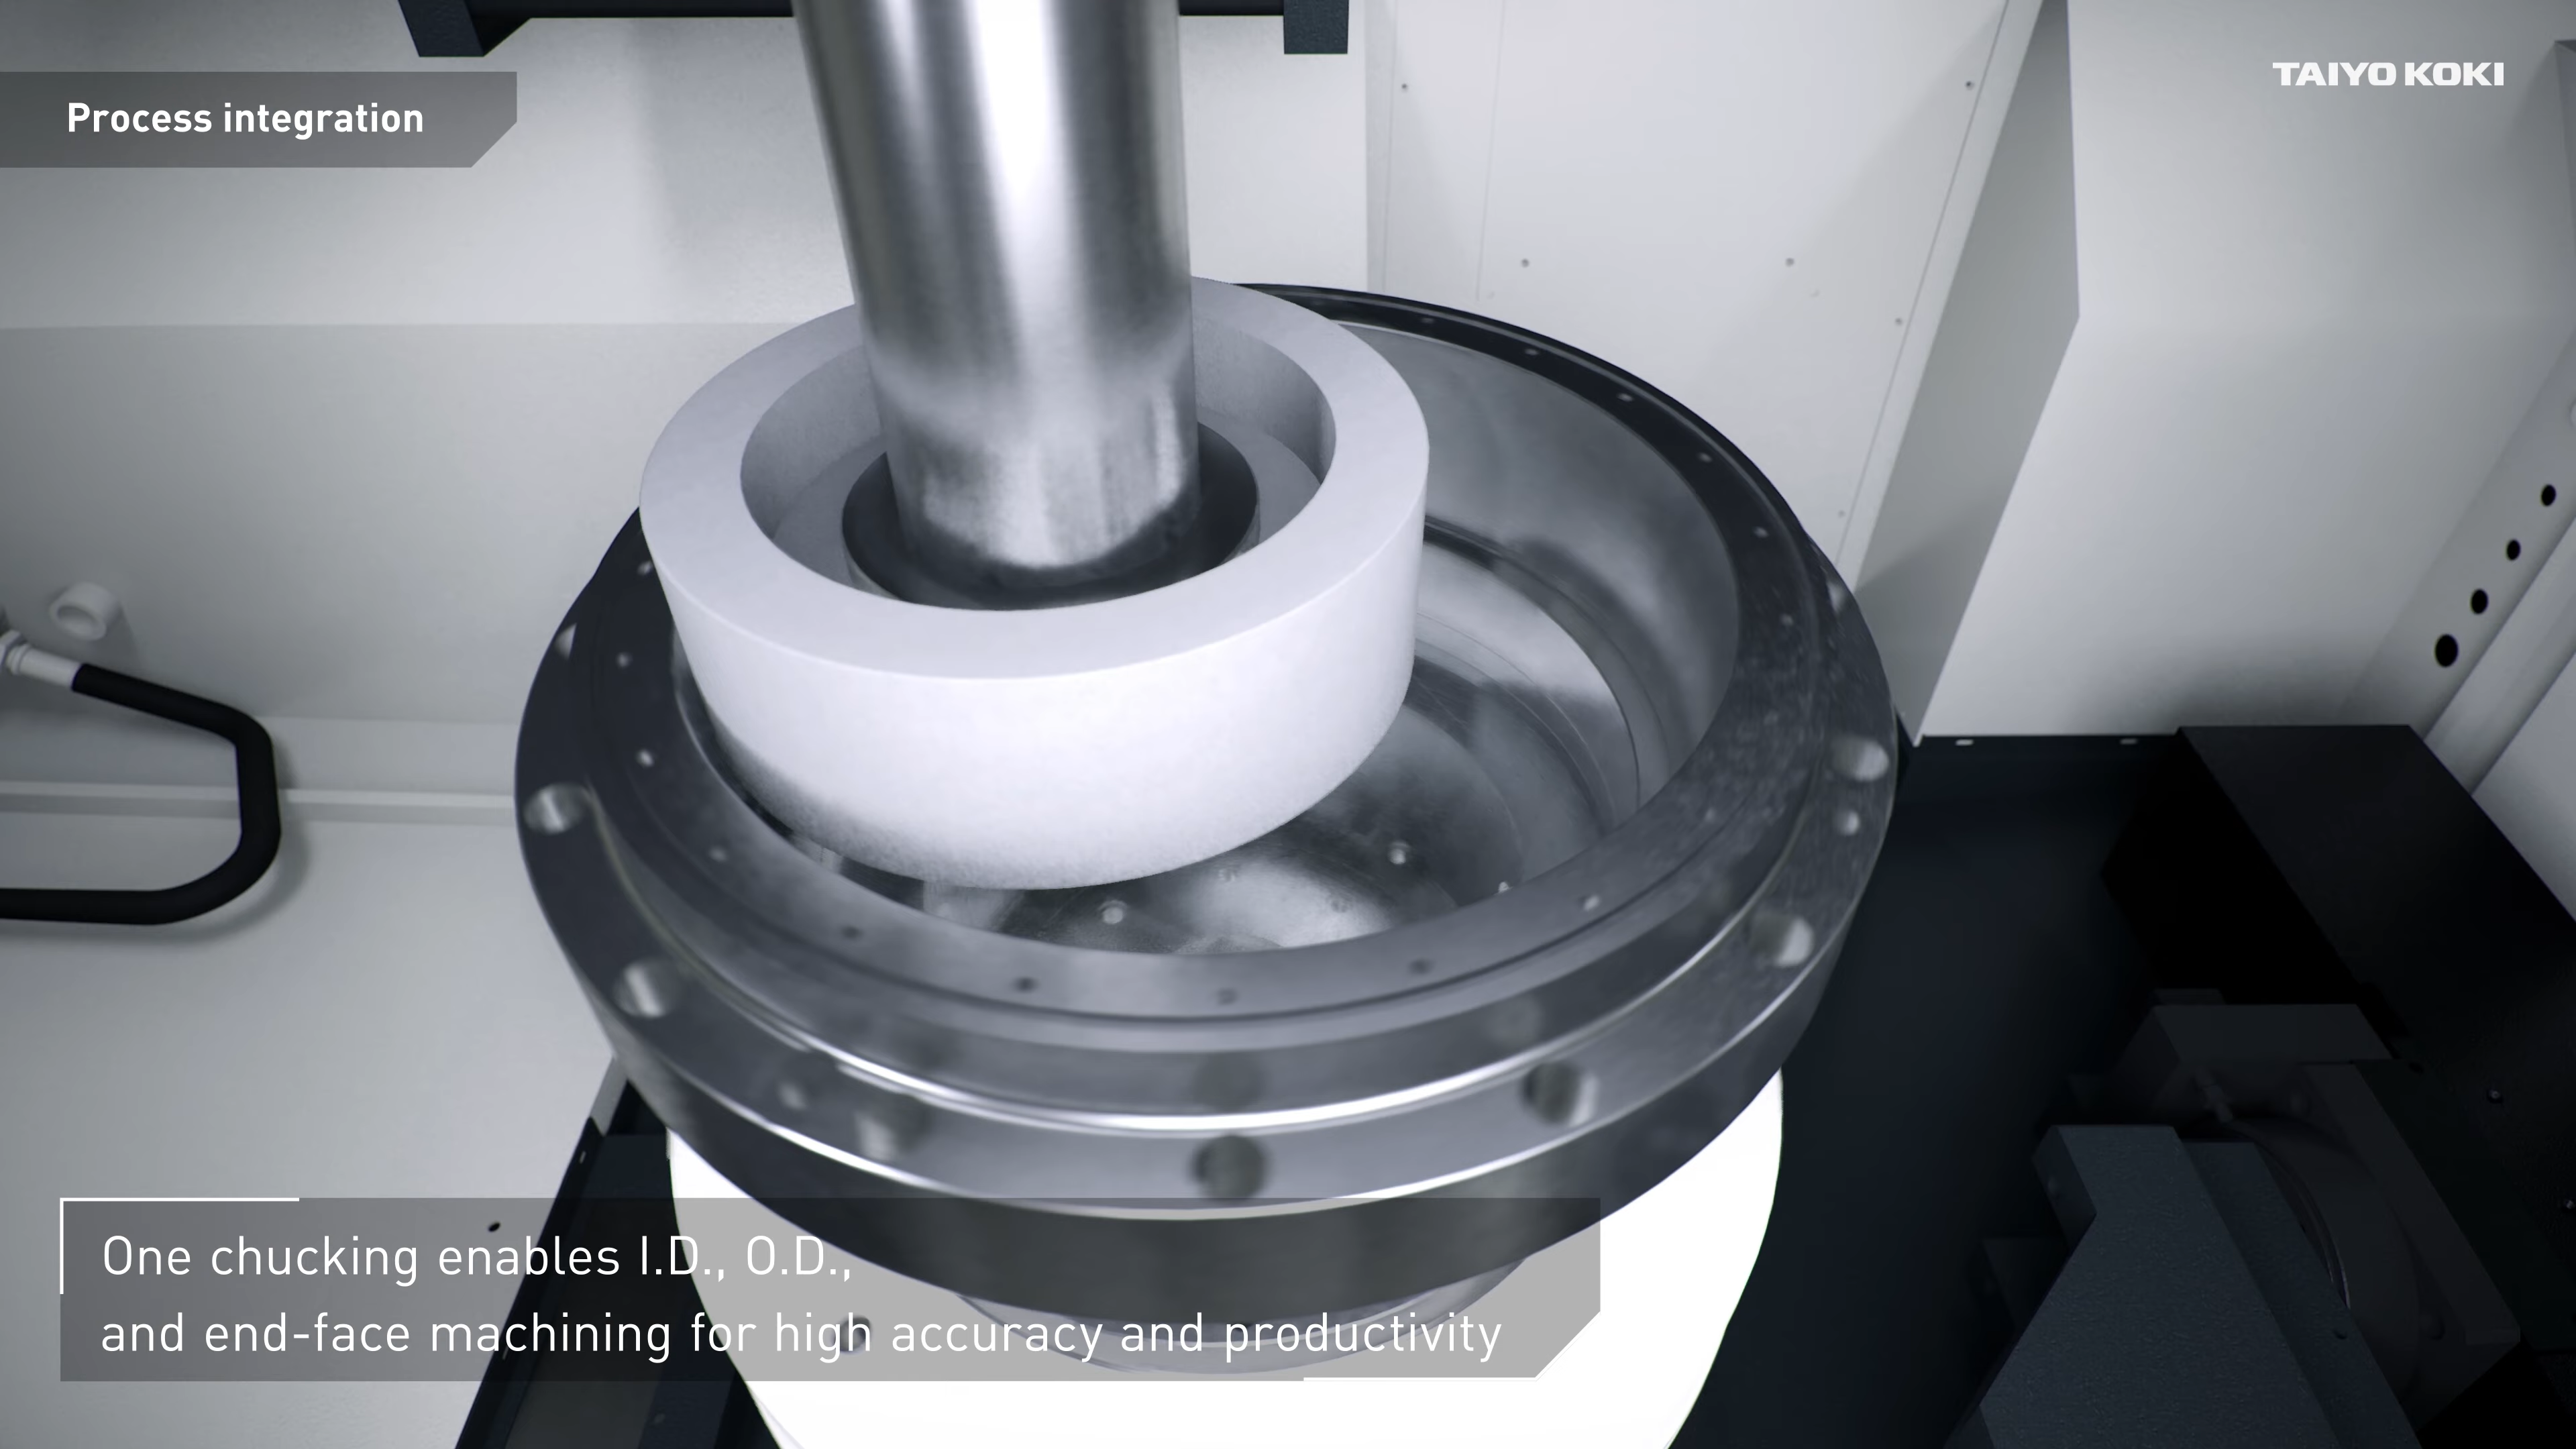 Process integration
TAIYO KOKI
One chucking enables I.D., O.D.,
and end-face machining for high accuracy and productivity